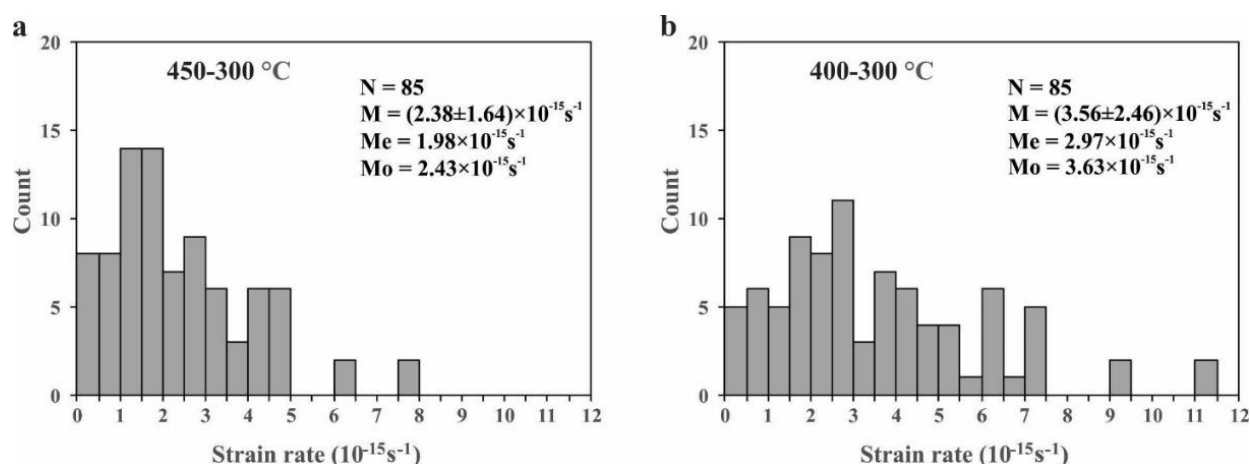 a
20
15
10
5
0
Count
450-300 °C
N = 85
M = (2.38±1.64)×10⁻¹⁵s⁻¹
Me = 1.98×10⁻¹⁵s⁻¹
Mo = 2.43×10⁻¹⁵s⁻¹
0 1 2 3 4 5 6 7 8 9 10 11 12
Strain rate (10⁻¹⁵s⁻¹)
b
20
15
10
5
0
Count
400-300 °C
N = 85
M = (3.56±2.46)×10⁻¹⁵s⁻¹
Me = 2.97×10⁻¹⁵s⁻¹
Mo = 3.63×10⁻¹⁵s⁻¹
0 1 2 3 4 5 6 7 8 9 10 11 12
Strain rate (10⁻¹⁵s⁻¹)